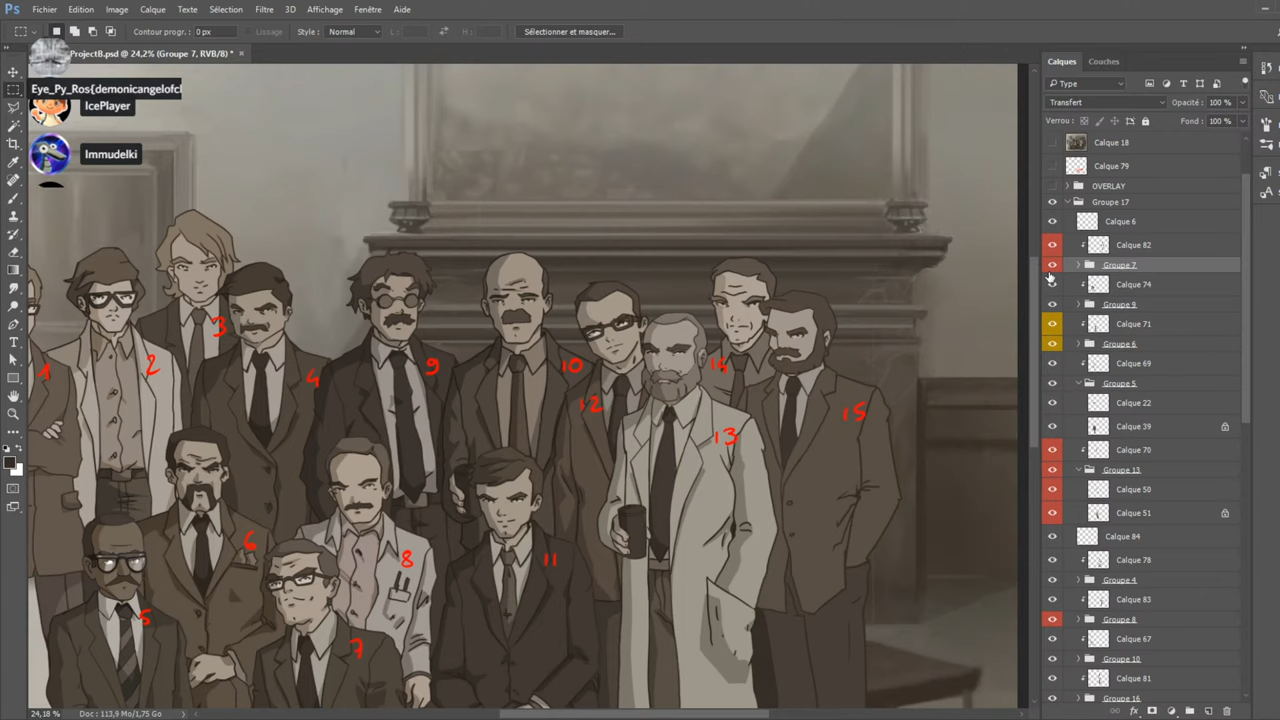 Ps Fichier Edition Image Calque Texte Sélection Filtre 3D Affichage Fenêtre Aide
Contour progr. : 0 px Lissage Style : Normal L. : H. : Sélectionner et masquer...
ProjectB.psd @ 24,2% (Groupe 7, RVB/8) *
Eye_Py_Ros{demonicangelofcl
IcePlayer
Immudelki
Calques Couches
Type
Transfert Opacité : 100 %
Verrou : Fond : 100 %
Calque 18
Calque 79
OVERLAY
Groupe 17
Calque 6
Calque 82
Groupe 7
Calque 74
Groupe 9
Calque 71
Groupe 6
Calque 69
Groupe 5
Calque 22
Calque 39
Calque 70
Groupe 13
Calque 50
Calque 51
Calque 84
Calque 78
Groupe 4
Calque 83
Groupe 8
Calque 67
Groupe 10
Calque 81
Groupe 16
1
2
3
4
9
10
12
14
13
15
5
6
7
8
11
24,18 % Doc : 113,9 Mo/1,75 Go
fx